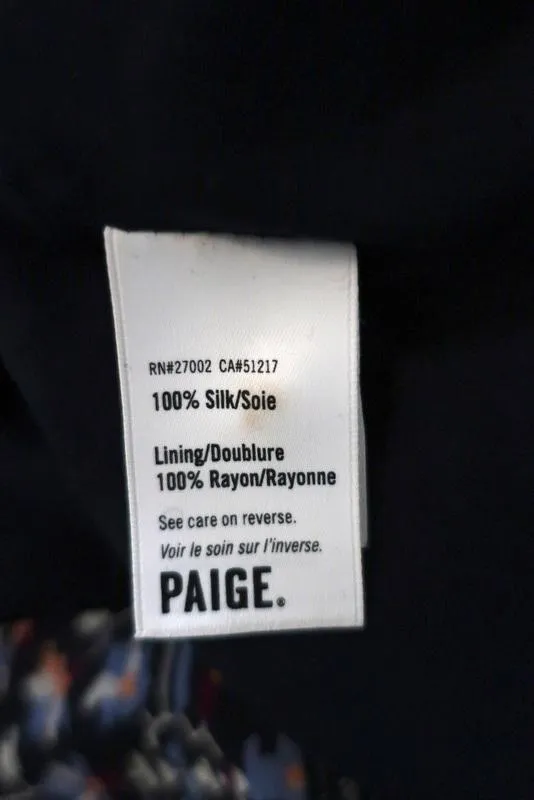 RN#27002 CA#51217
100% Silk/Soie
Lining/Doublure
100% Rayon/Rayonne
See care on reverse.
Voir le soin sur l'inverse.
PAIGE.®